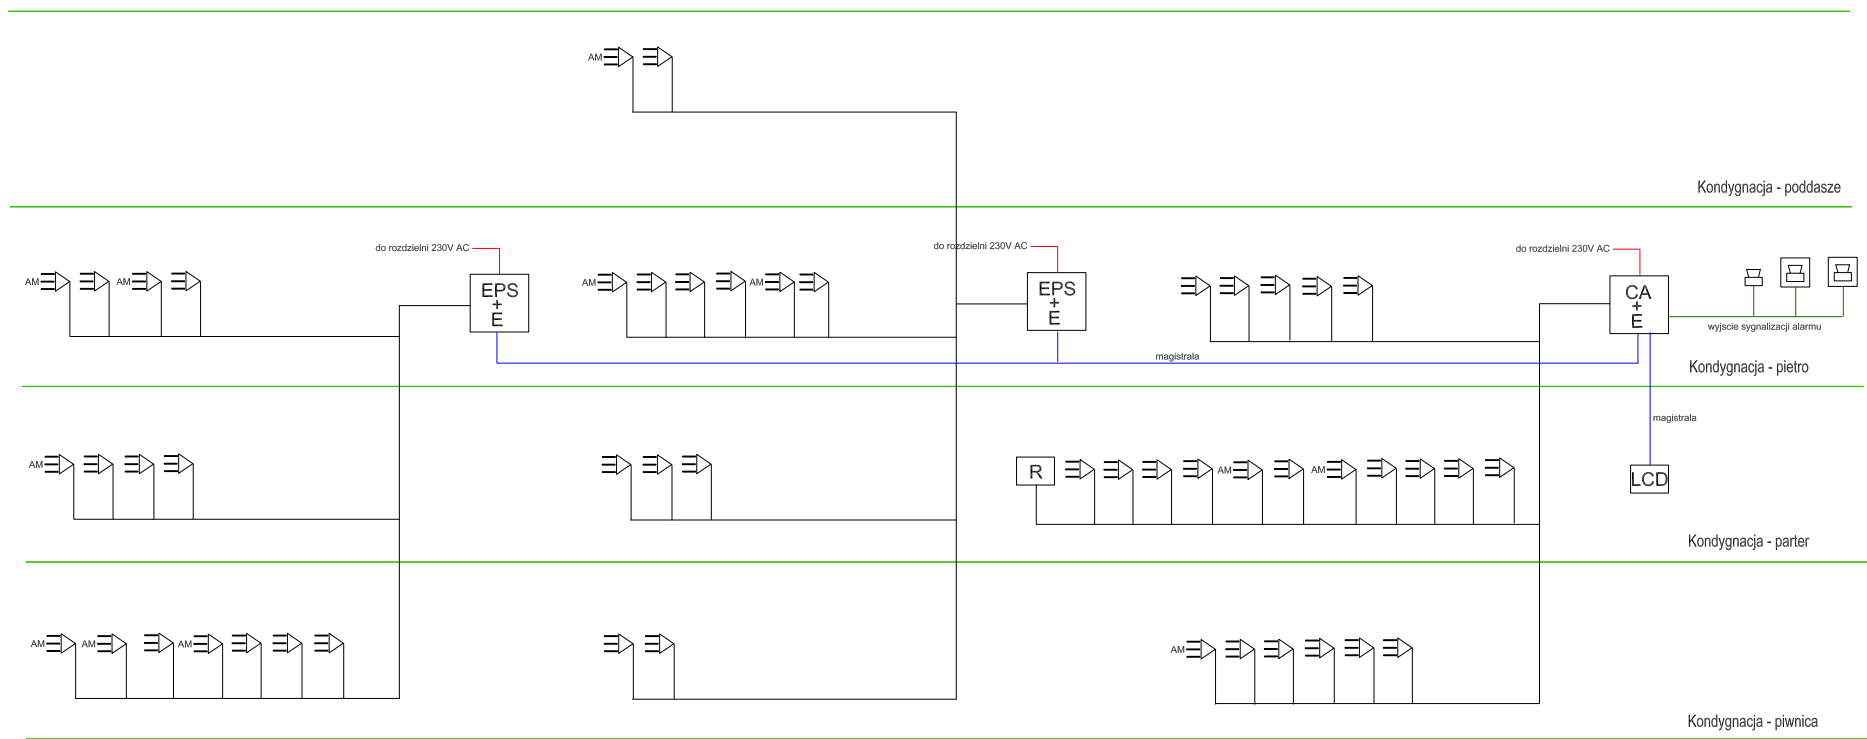 AM
Kondygnacja - poddasze
do rozdzielni 230V AC
do rozdzielni 230V AC
do rozdzielni 230V AC
AM
AM
EPS
+
E
AM
AM
EPS
+
E
CA
+
E
wyjscie sygnalizacji alarmu
magistrala
Kondygnacja - pietro
magistrala
AM
R
AM
AM
LCD
Kondygnacja - parter
AM
AM
AM
AM
Kondygnacja - piwnica